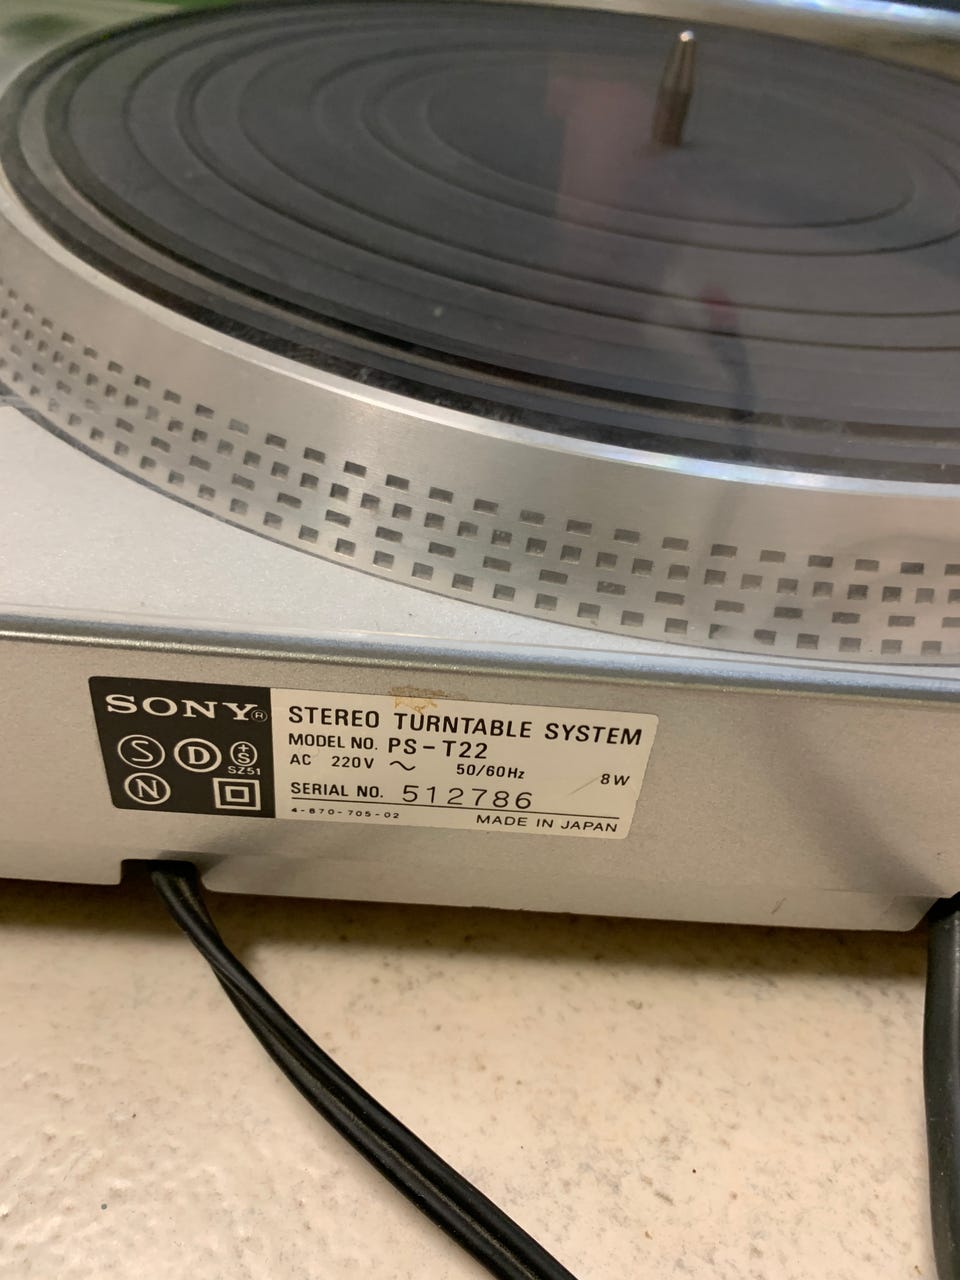 SONY®
S D +S
SZ51
N
STEREO TURNTABLE SYSTEM
MODEL NO. PS-T22
AC 220V ~ 50/60Hz 8W
SERIAL NO. 512786
4-870-705-02 MADE IN JAPAN